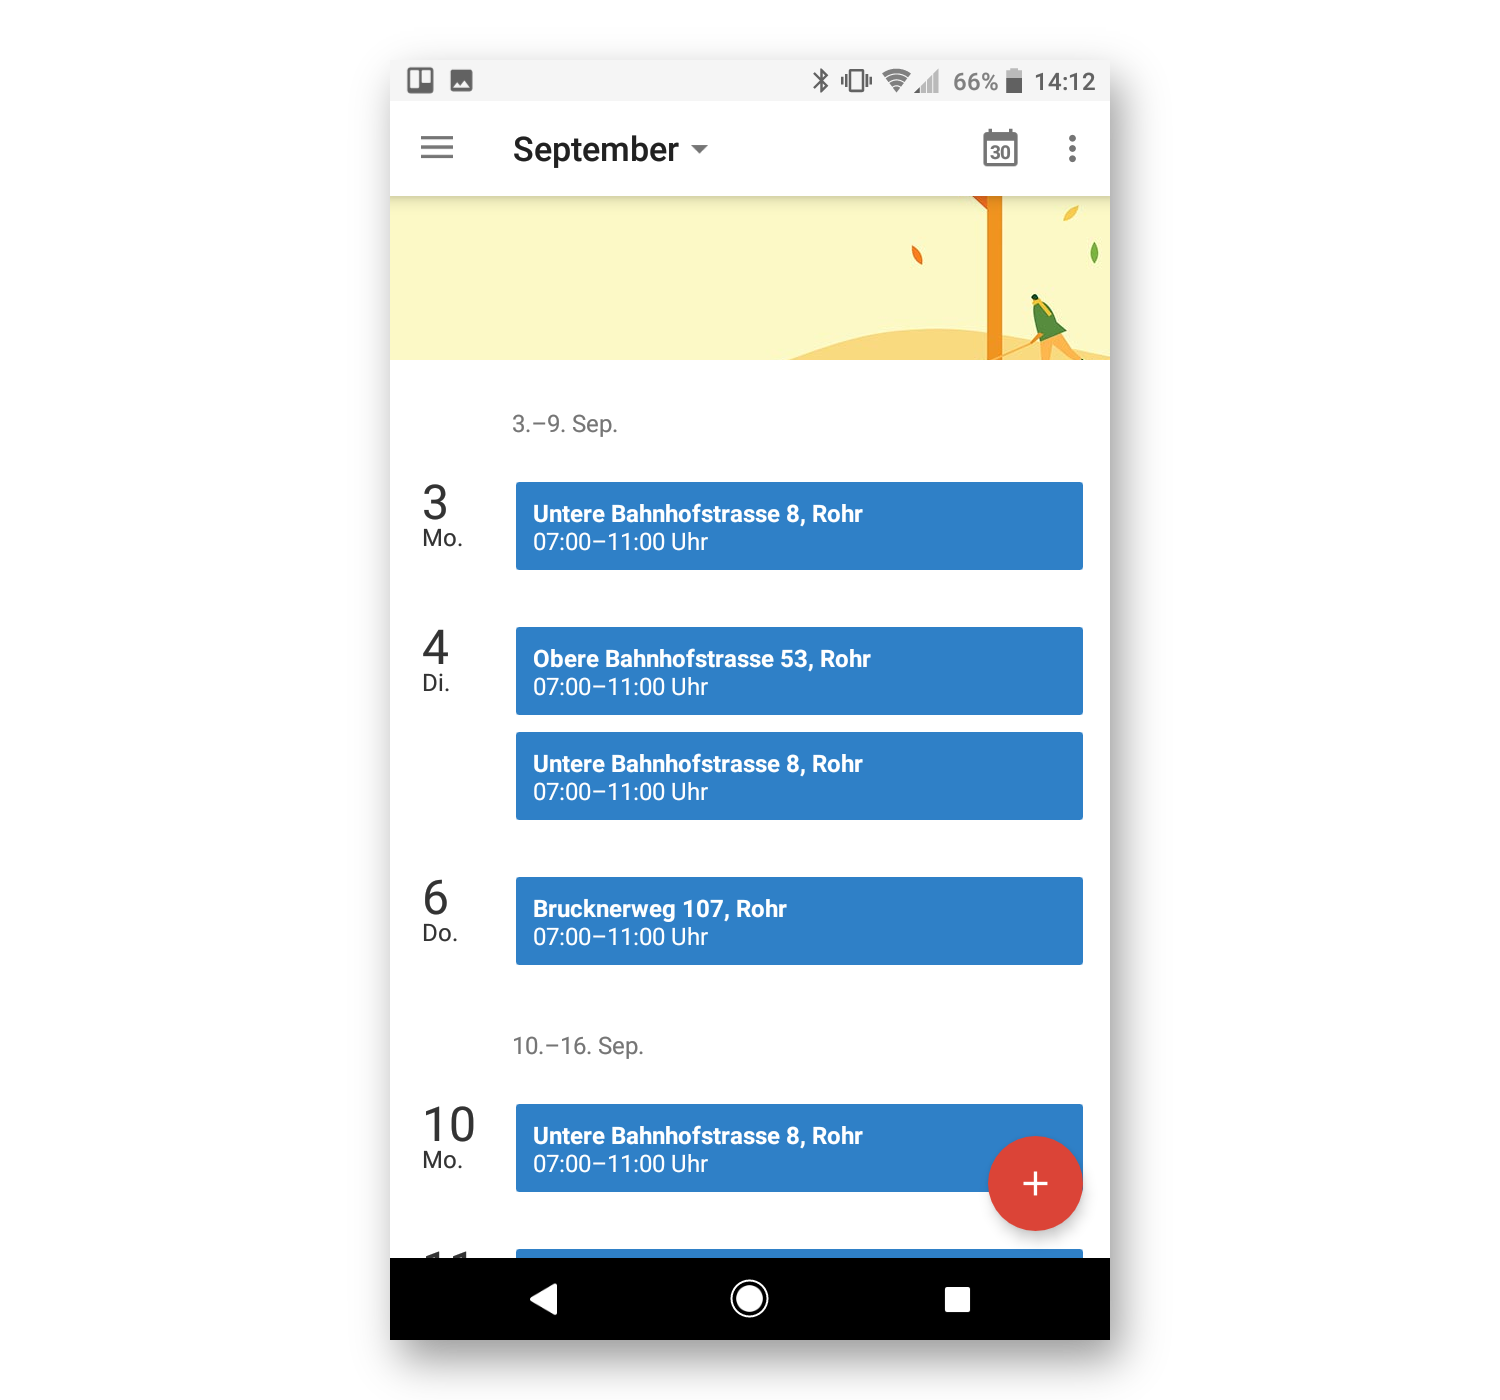 66% 14:12
September
30
3.–9. Sep.
3
Mo.
Untere Bahnhofstrasse 8, Rohr
07:00–11:00 Uhr
4
Di.
Obere Bahnhofstrasse 53, Rohr
07:00–11:00 Uhr
Untere Bahnhofstrasse 8, Rohr
07:00–11:00 Uhr
6
Do.
Brucknerweg 107, Rohr
07:00–11:00 Uhr
10.–16. Sep.
10
Mo.
Untere Bahnhofstrasse 8, Rohr
07:00–11:00 Uhr